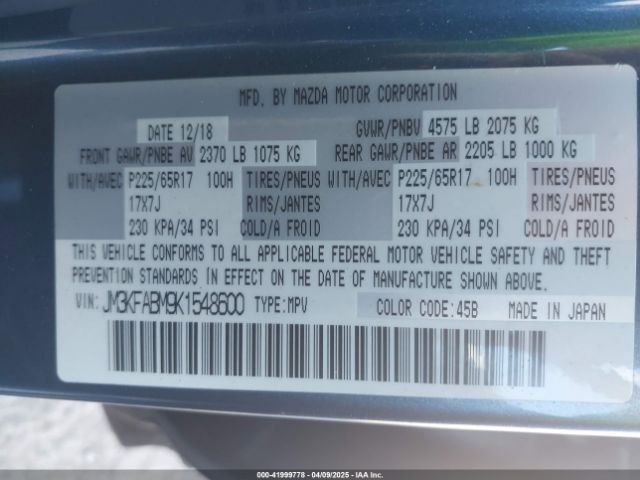 MFD. BY MAZDA MOTOR CORPORATION
DATE 12/18 GVWR/PNBV 4575 LB 2075 KG
FRONT GAWR/PNBE AV 2370 LB 1075 KG REAR GAWR/PNBE AR 2205 LB 1000 KG
WITH/AVEC P225/65R17 100H TIRES/PNEUS WITH/AVEC P225/65R17 100H TIRES/PNEUS
17X7J RIMS/JANTES 17X7J RIMS/JANTES
230 KPA/34 PSI COLD/A FROID 230 KPA/34 PSI COLD/A FROID
THIS VEHICLE CONFORMS TO ALL APPLICABLE FEDERAL MOTOR VEHICLE SAFETY AND THEFT
PREVENTION STANDARDS IN EFFECT ON THE DATE OF MANUFACTURE SHOWN ABOVE.
VIN: JM3KFABM9K1548600 TYPE:MPV COLOR CODE:45B MADE IN JAPAN
000-41999778 - 04/09/2025 - IAAI.COM